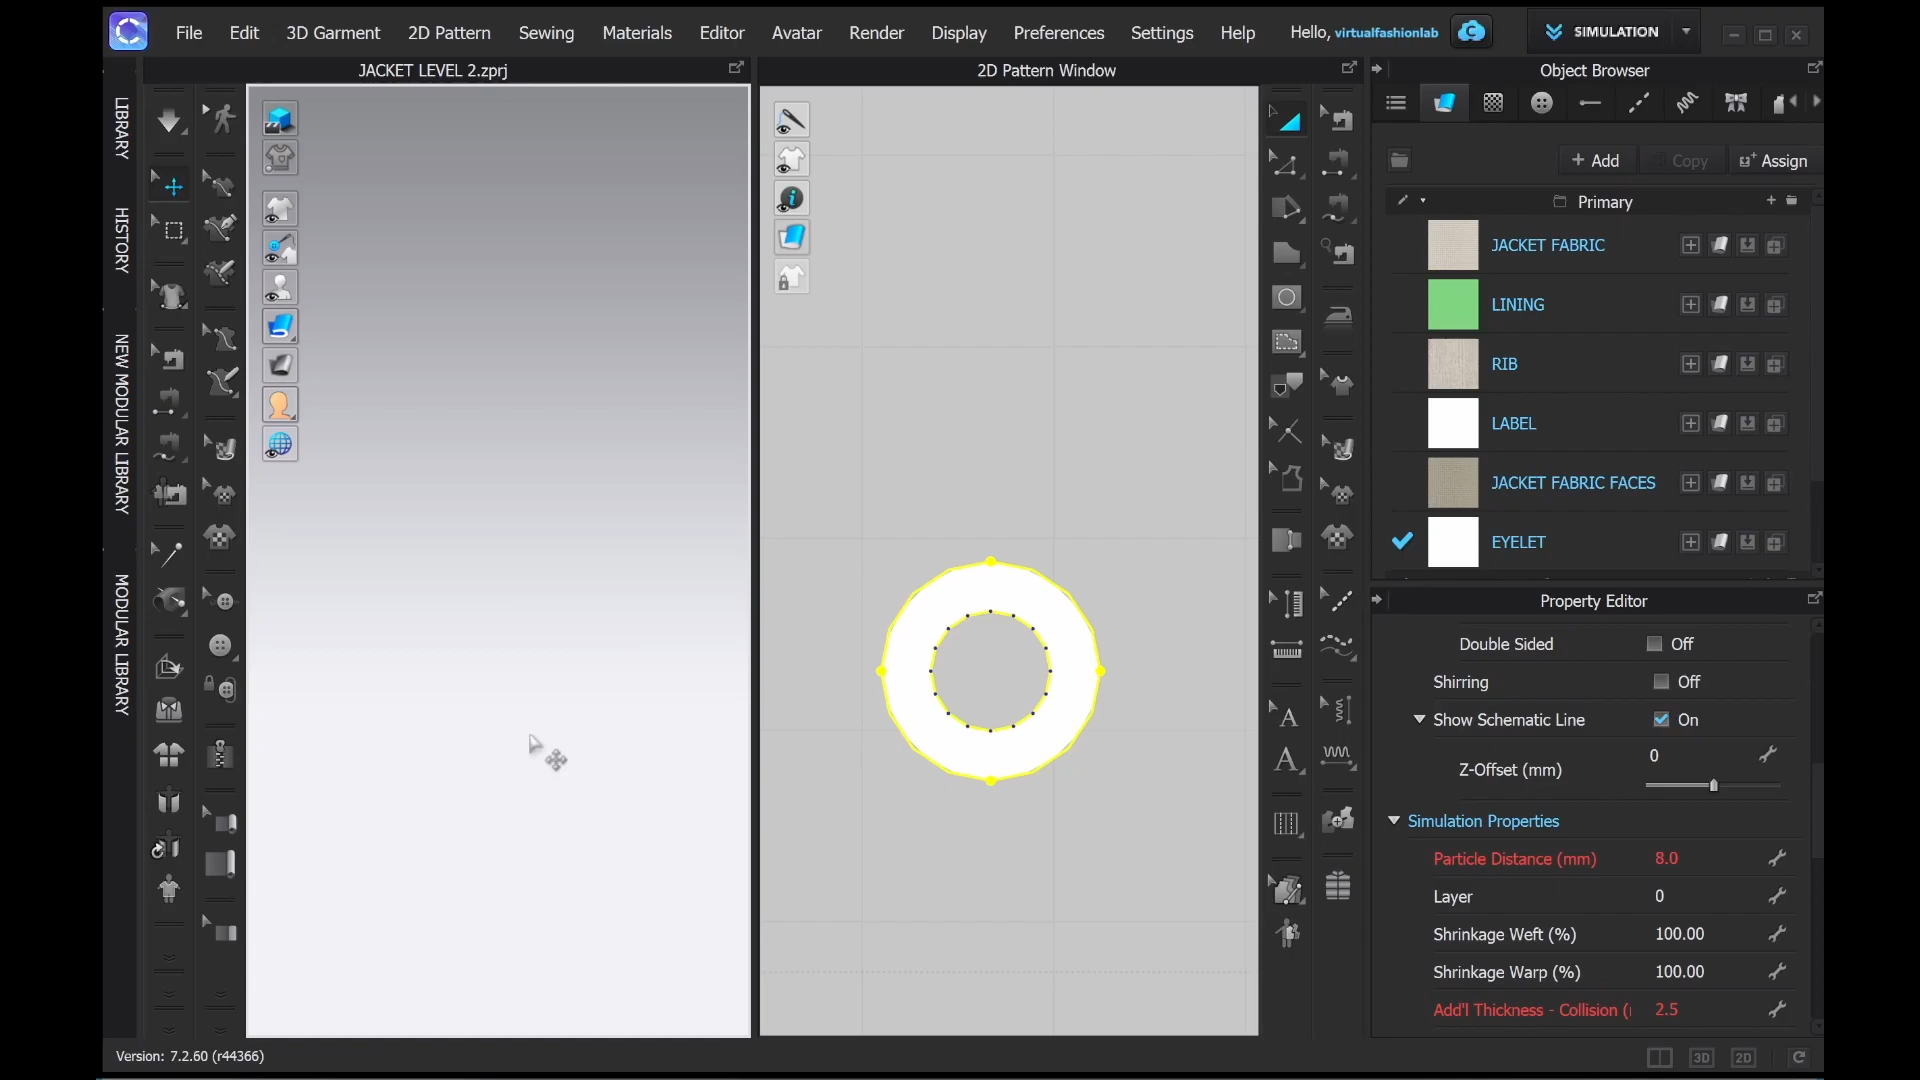 File Edit 3D Garment 2D Pattern Sewing Materials Editor Avatar Render Display Preferences Settings Help Hello, virtualfashionlab SIMULATION
JACKET LEVEL 2.zprj
2D Pattern Window
Object Browser
LIBRARY
HISTORY
NEW MODULAR LIBRARY
MODULAR LIBRARY
A
A
+ Add Copy Assign
Primary
JACKET FABRIC
LINING
RIB
LABEL
JACKET FABRIC FACES
EYELET
Property Editor
Double Sided Off
Shirring Off
Show Schematic Line On
Z-Offset (mm) 0
Simulation Properties
Particle Distance (mm) 8.0
Layer 0
Shrinkage Weft (%) 100.00
Shrinkage Warp (%) 100.00
Add'l Thickness - Collision ( 2.5
Version: 7.2.60 (r44366)
3D 2D